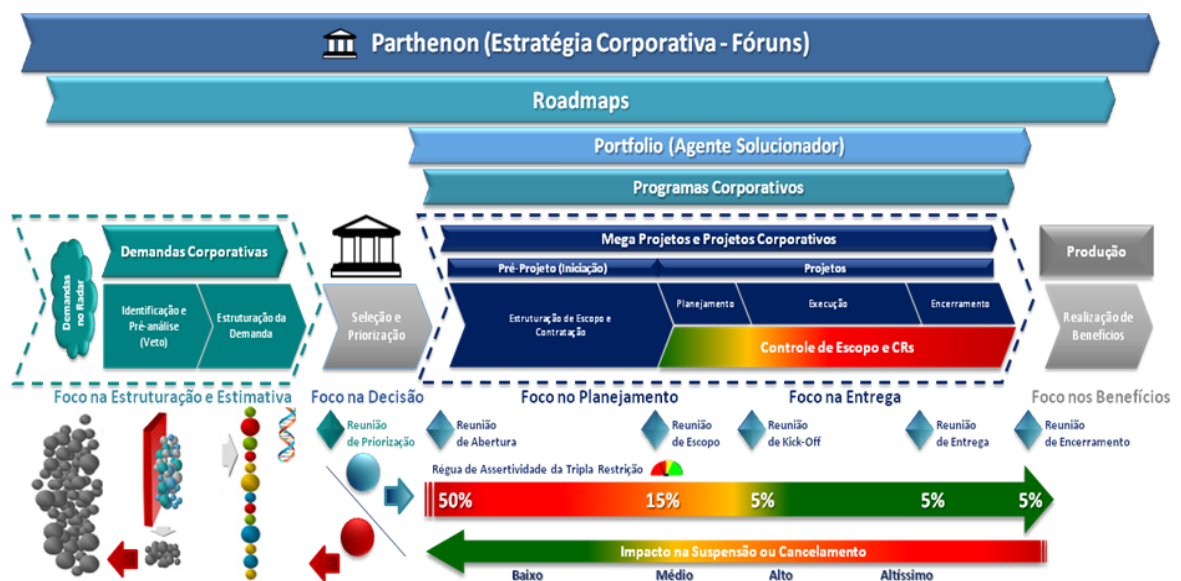 Parthenon (Estratégia Corporativa - Fóruns)
Roadmaps
Portfolio (Agente Solucionador)
Programas Corporativos
Demandas
no Radar
Demandas Corporativas
Identificação e
Pré-análise
(Veto)
Estruturação da
Demanda
Seleção e
Priorização
Mega Projetos e Projetos Corporativos
Pré-Projeto (Iniciação)
Projetos
Estruturação de Escopo e
Contratação
Planejamento
Execução
Encerramento
Controle de Escopo e CRs
Produção
Realização de
Benefícios
Foco na Estruturação e Estimativa
Foco na Decisão
Foco no Planejamento
Foco na Entrega
Foco nos Benefícios
Reunião
de Priorização
Reunião
de Abertura
Reunião
de Escopo
Reunião
de Kick-Off
Reunião
de Entrega
Reunião
de Encerramento
Régua de Assertividade da Tripla Restrição
50%
15%
5%
5%
5%
Impacto na Suspensão ou Cancelamento
Baixo
Médio
Alto
Altíssimo